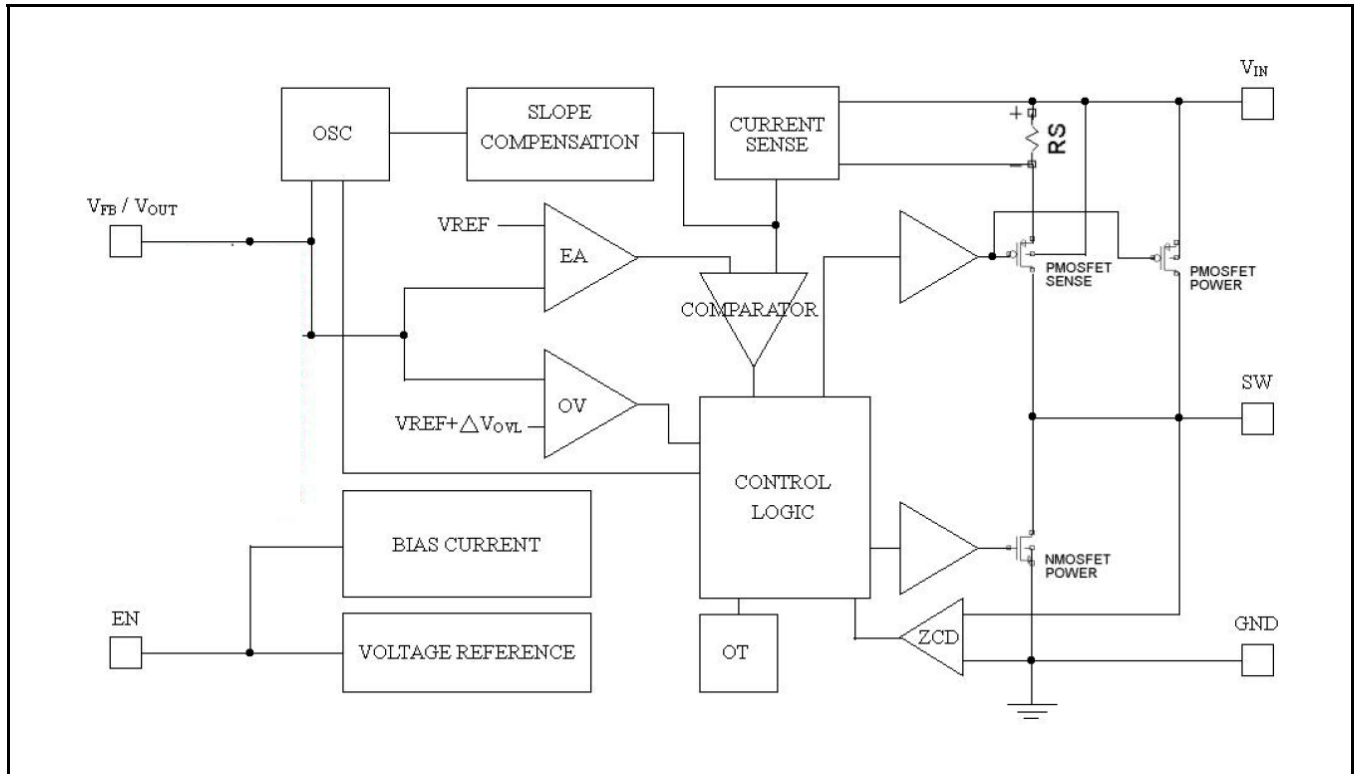 V_IN
OSC
SLOPE
COMPENSATION
CURRENT
SENSE
+
−
RS
V_FB / V_OUT
VREF
EA
COMPARATOR
PMOSFET
SENSE
PMOSFET
POWER
OV
VREF+△V_OVL
SW
CONTROL
LOGIC
BIAS CURRENT
NMOSFET
POWER
EN
VOLTAGE REFERENCE
OT
ZCD
GND